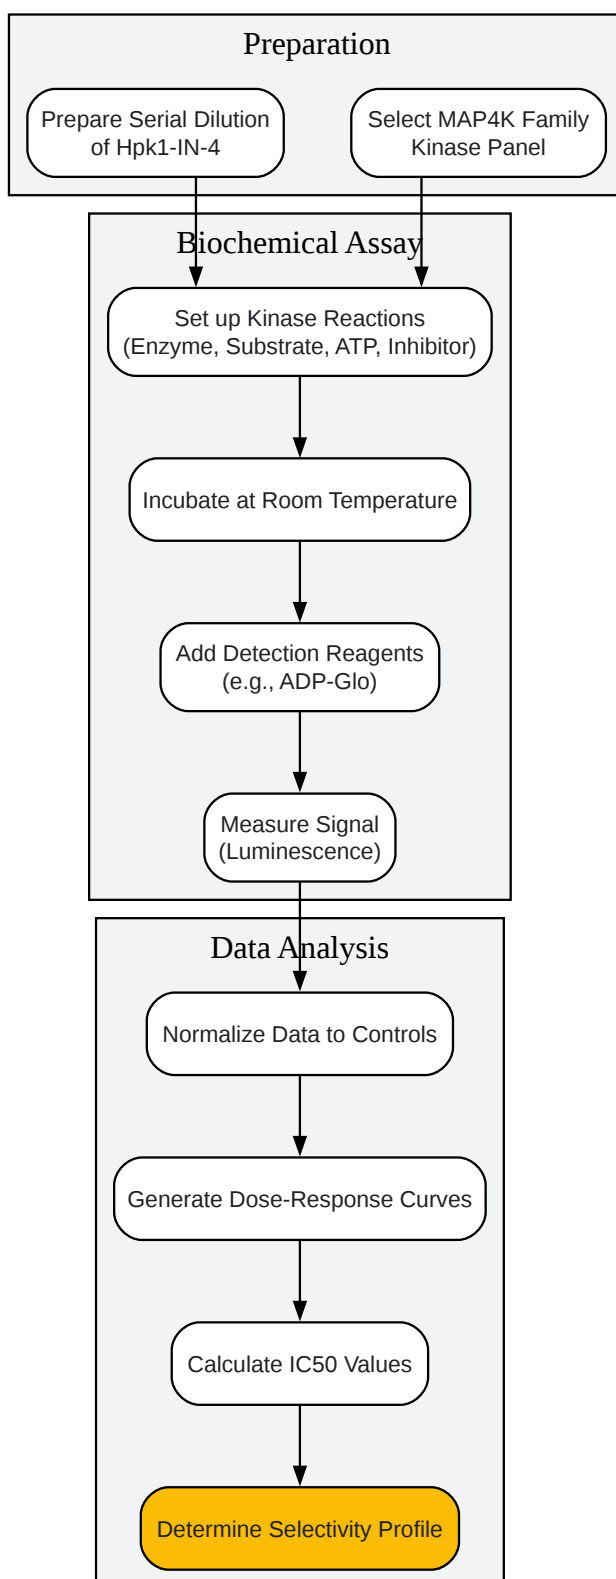 Preparation
Prepare Serial Dilution
of Hpk1-IN-4
Select MAP4K Family
Kinase Panel
Biochemical Assay
Set up Kinase Reactions
(Enzyme, Substrate, ATP, Inhibitor)
Incubate at Room Temperature
Add Detection Reagents
(e.g., ADP-Glo)
Measure Signal
(Luminescence)
Data Analysis
Normalize Data to Controls
Generate Dose-Response Curves
Calculate IC50 Values
Determine Selectivity Profile